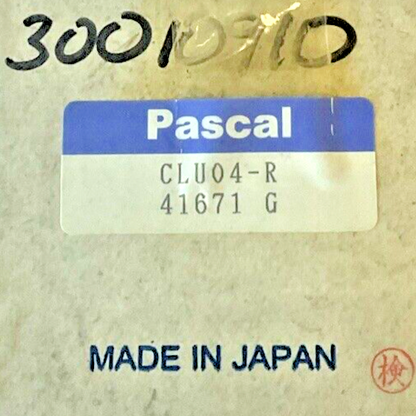 30010910
Pascal
CLU04-R
41671 G
MADE IN JAPAN
検